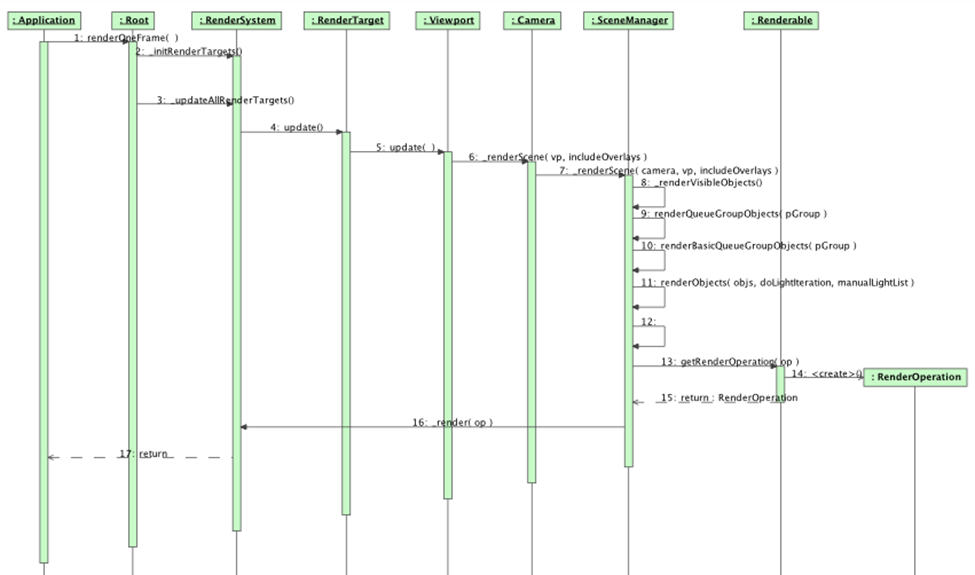 : Application
: Root
: RenderSystem
: RenderTarget
: Viewport
: Camera
: SceneManager
: Renderable
1: renderOneFrame( )
2: _initRenderTargets()
3: _updateAllRenderTargets()
4: update()
5: update( )
6: _renderScene( vp, includeOverlays )
7: _renderScene( camera, vp, includeOverlays )
8: _renderVisibleObjects()
9: renderQueueGroupObjects( pGroup )
10: renderBasicQueueGroupObjects( pGroup )
11: renderObjects( objs, doLightIteration, manualLightList )
12:
13: getRenderOperation( op )
14: <create>()
: RenderOperation
15: return : RenderOperation
16: _render( op )
17: return